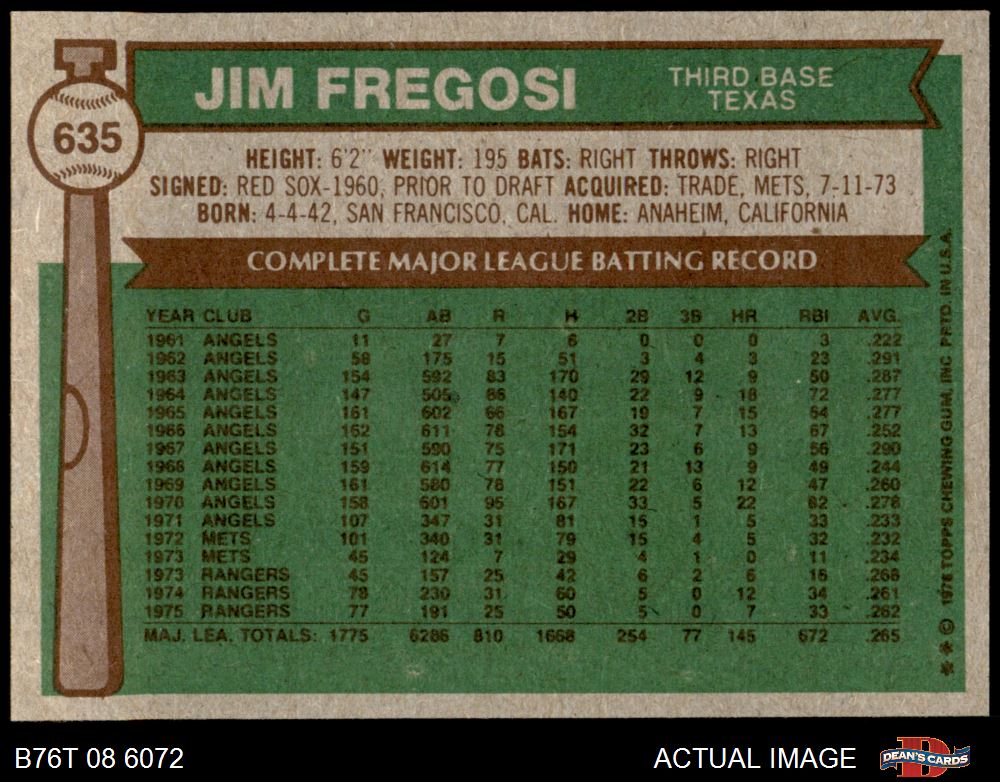 JIM FREGOSI
THIRD BASE
TEXAS
635
HEIGHT: 6'2" WEIGHT: 195 BATS: RIGHT THROWS: RIGHT
SIGNED: RED SOX-1960, PRIOR TO DRAFT ACQUIRED: TRADE, METS, 7-11-73
BORN: 4-4-42, SAN FRANCISCO, CAL. HOME: ANAHEIM, CALIFORNIA
COMPLETE MAJOR LEAGUE BATTING RECORD
YEAR CLUB G AB R H 2B 3B HR RBI AVG.
1961 ANGELS 11 27 7 6 0 0 0 3 .222
1962 ANGELS 58 175 15 51 3 4 3 23 .291
1963 ANGELS 154 592 83 170 29 12 9 50 .287
1964 ANGELS 147 505 86 140 22 9 18 72 .277
1965 ANGELS 161 602 66 167 19 7 15 64 .277
1966 ANGELS 162 611 78 154 32 7 13 67 .252
1967 ANGELS 151 590 75 171 23 6 9 56 .290
1968 ANGELS 159 614 77 150 21 13 9 49 .244
1969 ANGELS 161 580 78 151 22 6 12 47 .260
1970 ANGELS 158 601 95 167 33 5 22 82 .278
1971 ANGELS 107 347 31 81 15 1 5 33 .233
1972 METS 101 340 31 79 15 4 5 32 .232
1973 METS 45 124 7 29 4 1 0 11 .234
1973 RANGERS 45 157 25 42 6 2 6 16 .268
1974 RANGERS 78 230 31 60 5 0 12 34 .261
1975 RANGERS 77 191 25 50 5 0 7 33 .262
MAJ. LEA. TOTALS: 1775 6286 810 1668 254 77 145 672 .265
** © 1976 TOPPS CHEWING GUM, INC. PRTD. IN U.S.A.
B76T 08 6072
ACTUAL IMAGE
D
DEAN'S CARDS